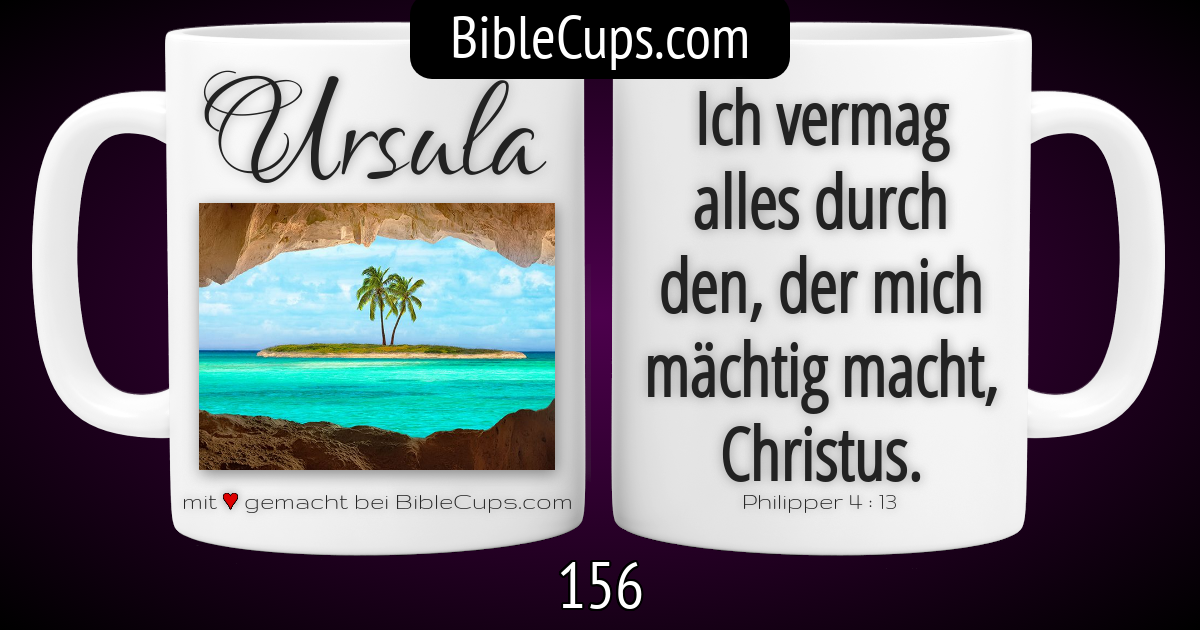 BibleCups.com
Ursula
mit ♥ gemacht bei BibleCups.com
Ich vermag
alles durch
den, der mich
mächtig macht,
Christus.
Philipper 4 : 13
156